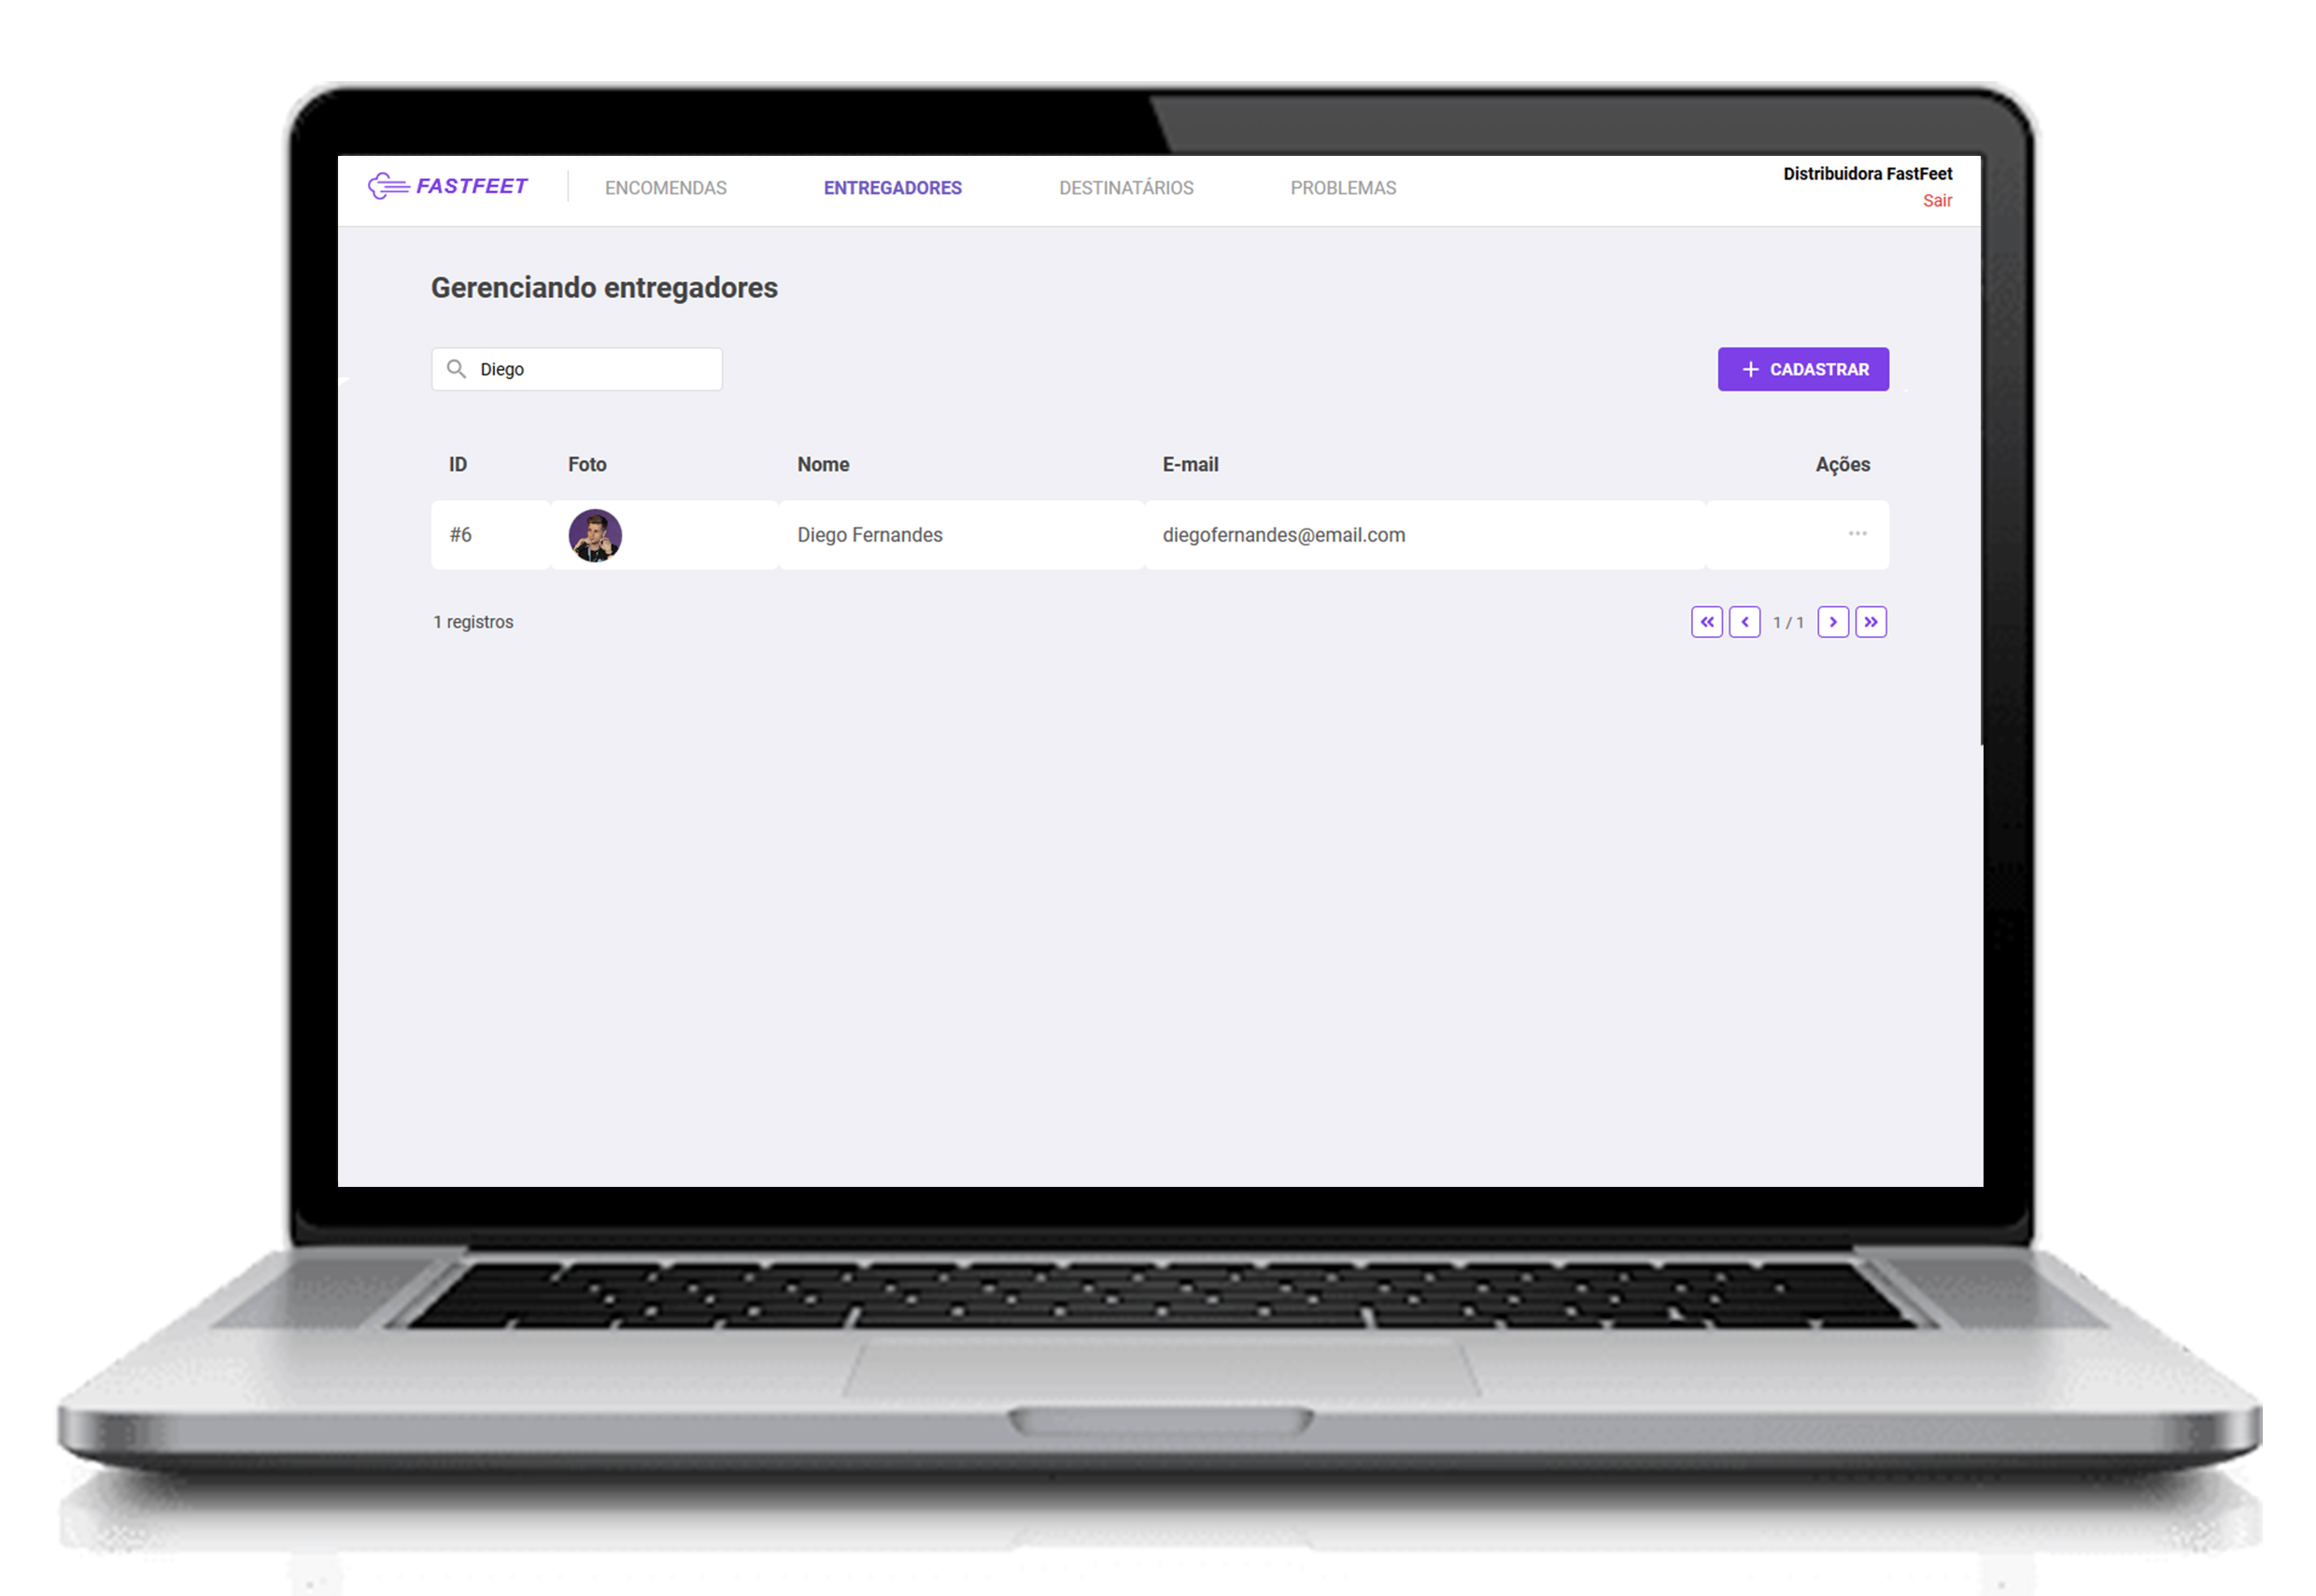 FASTFEET ENCOMENDAS ENTREGADORES DESTINATÁRIOS PROBLEMAS Distribuidora FastFeet
Sair
Gerenciando entregadores
Diego CADASTRAR
ID Foto Nome E-mail Ações
#6 Diego Fernandes diegofernandes@email.com
1 registros 1 / 1